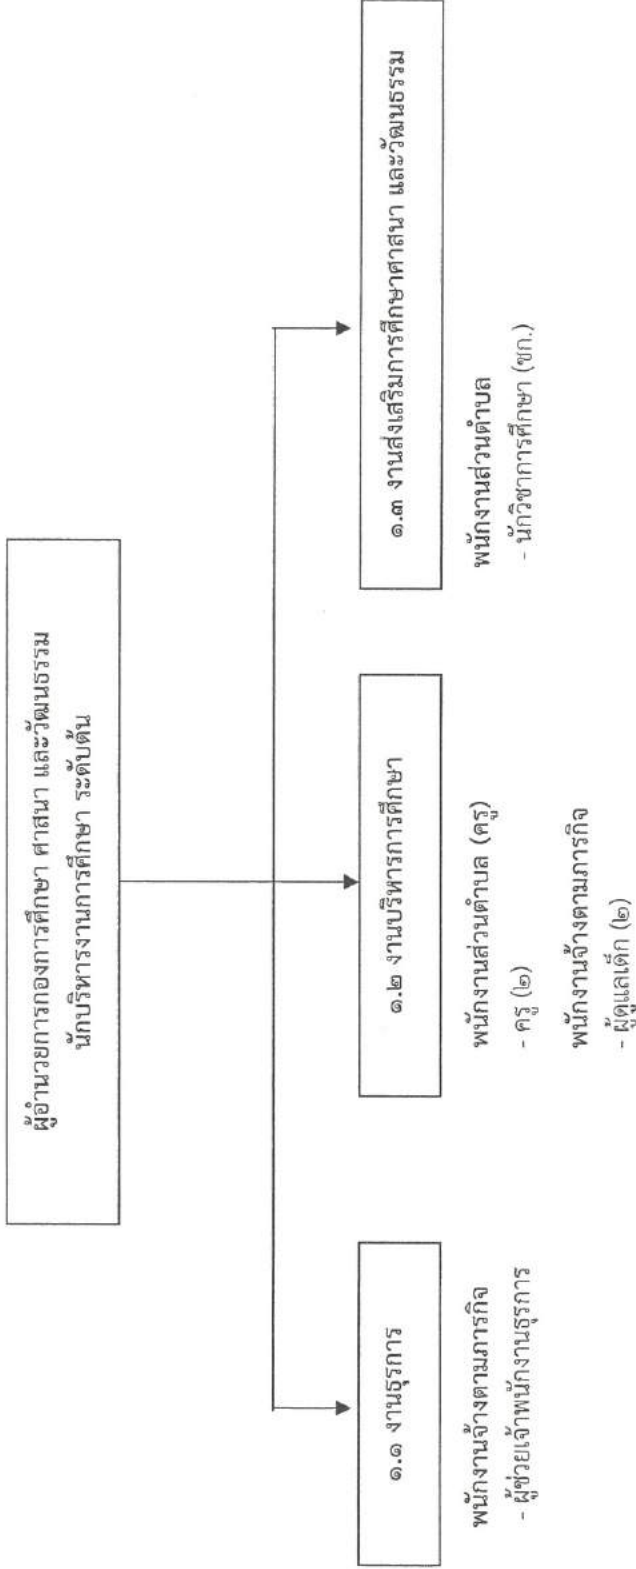 ผู้อำนวยการกองการศึกษา ศาสนา และวัฒนธรรม
นักบริหารงานการศึกษา ระดับต้น
๑.๑ งานธุรการ
พนักงานจ้างตามภารกิจ
- ผู้ช่วยเจ้าพนักงานธุรการ
๑.๒ งานบริหารการศึกษา
พนักงานส่วนตำบล (ครู)
- ครู (๒)
พนักงานจ้างตามภารกิจ
- ผู้ดูแลเด็ก (๒)
๑.๓ งานส่งเสริมการศึกษาศาสนา และวัฒนธรรม
พนักงานส่วนตำบล
- นักวิชาการศึกษา (ชก.)